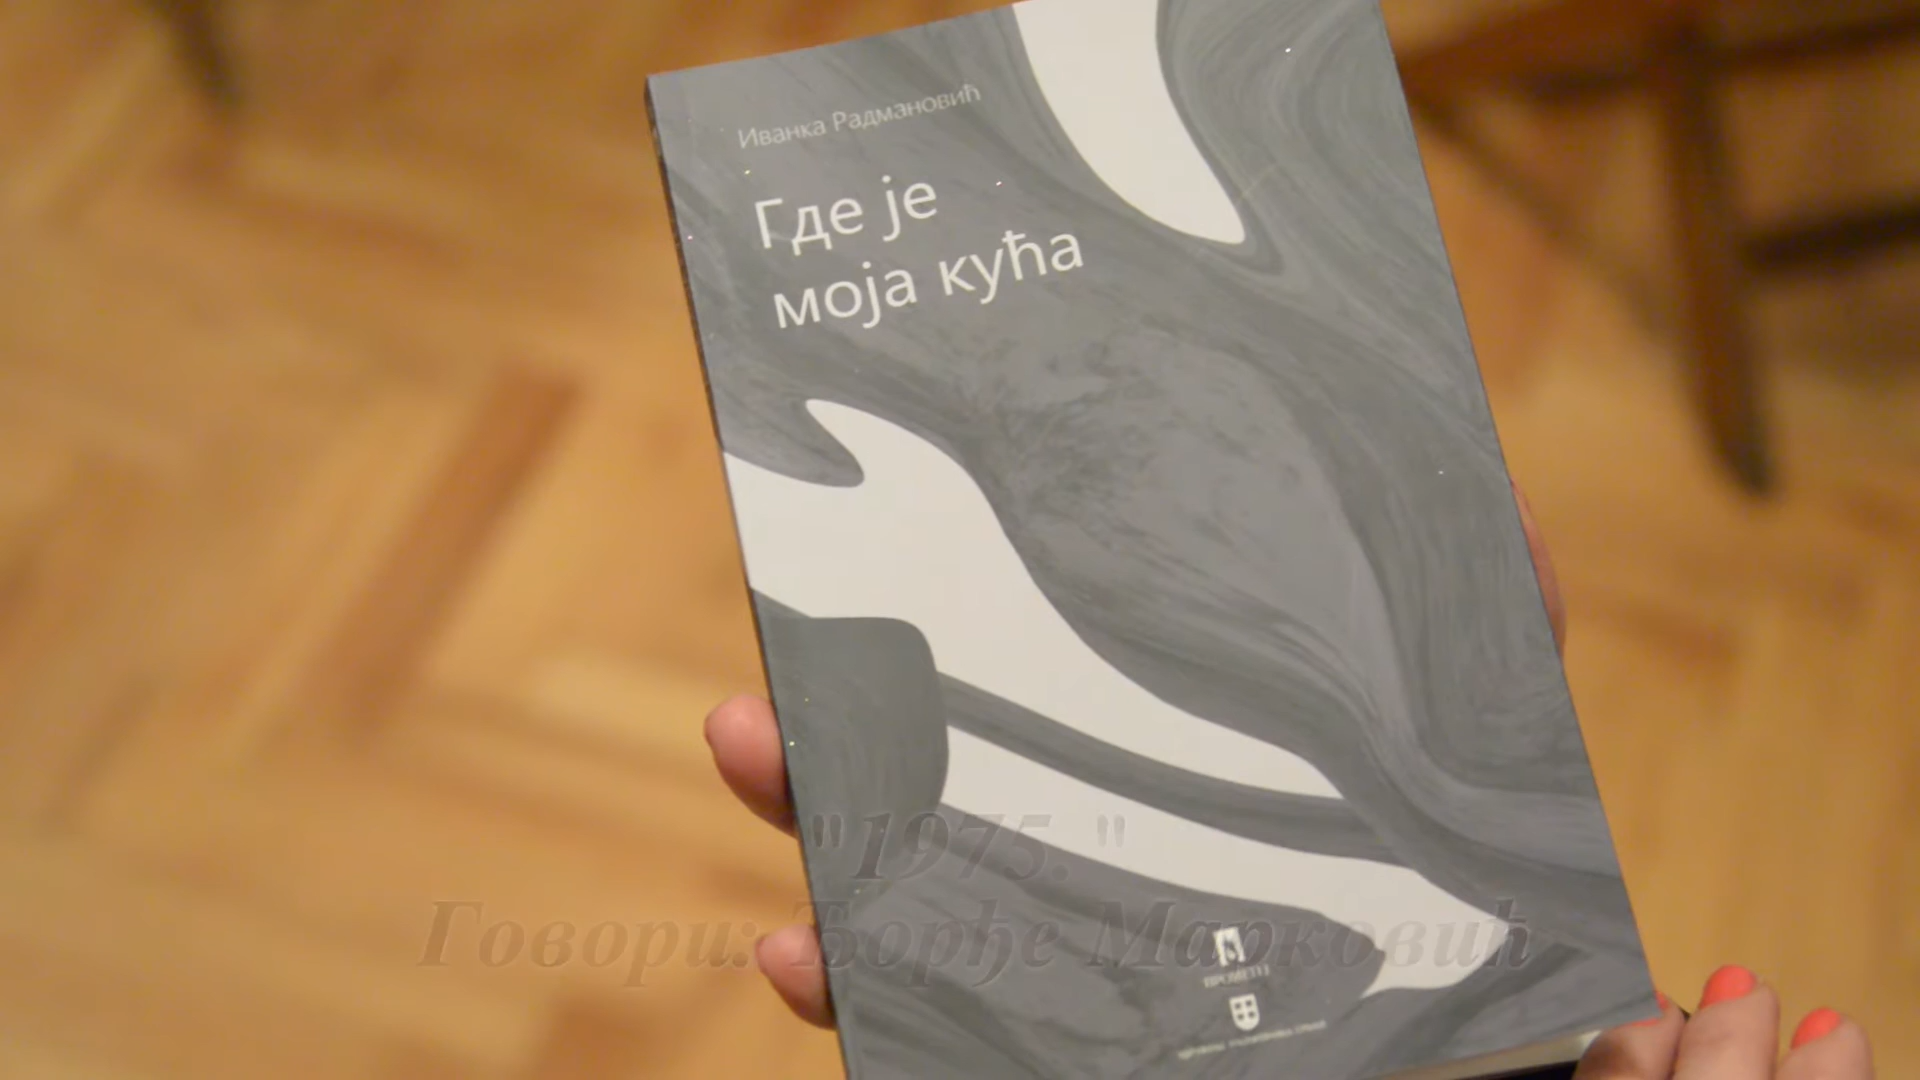 Иванка Радмановић
Где је
моја кућа
"1975."
Говори: Ђорђе Марковић
ПРОМЕТЕЈ